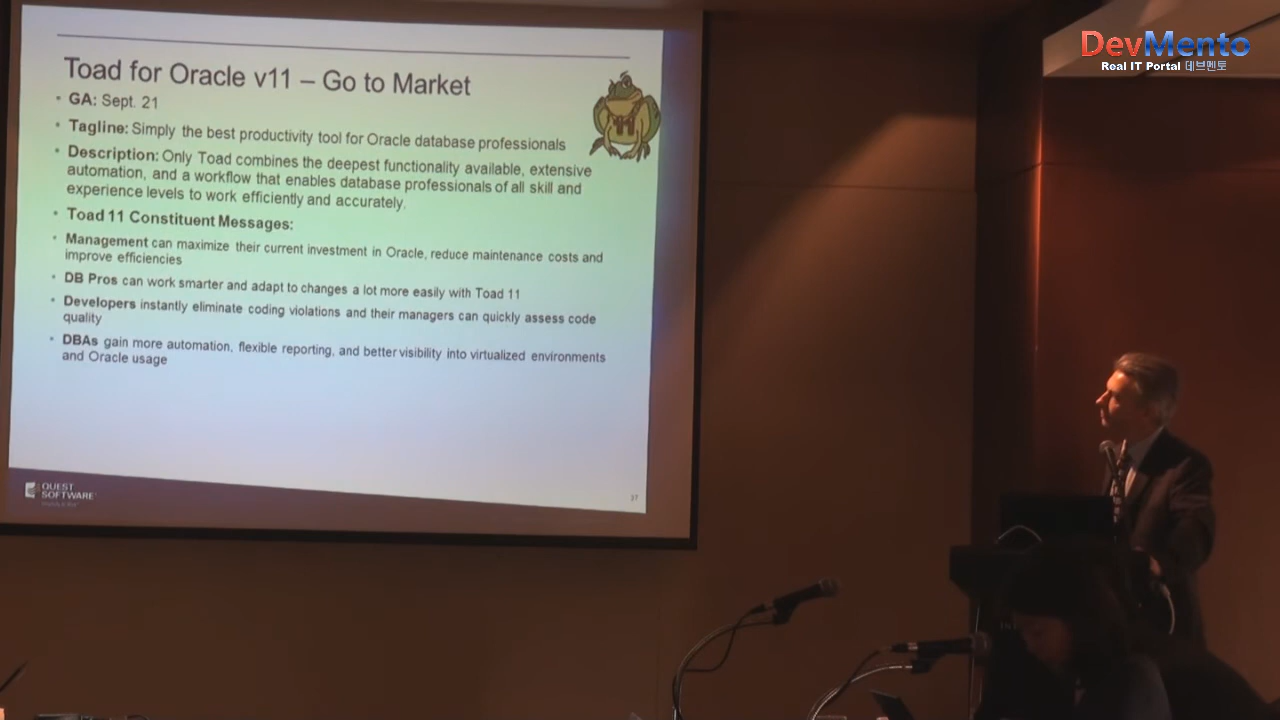 DevMento
Real IT Portal 데브멘토
Toad for Oracle v11 – Go to Market
• GA: Sept. 21
• Tagline: Simply the best productivity tool for Oracle database professionals
• Description: Only Toad combines the deepest functionality available, extensive
automation, and a workflow that enables database professionals of all skill and
experience levels to work efficiently and accurately.
• Toad 11 Constituent Messages:
• Management can maximize their current investment in Oracle, reduce maintenance costs and
improve efficiencies
• DB Pros can work smarter and adapt to changes a lot more easily with Toad 11
• Developers instantly eliminate coding violations and their managers can quickly assess code
quality
• DBAs gain more automation, flexible reporting, and better visibility into virtualized environments
and Oracle usage
11
QUEST
SOFTWARE
37